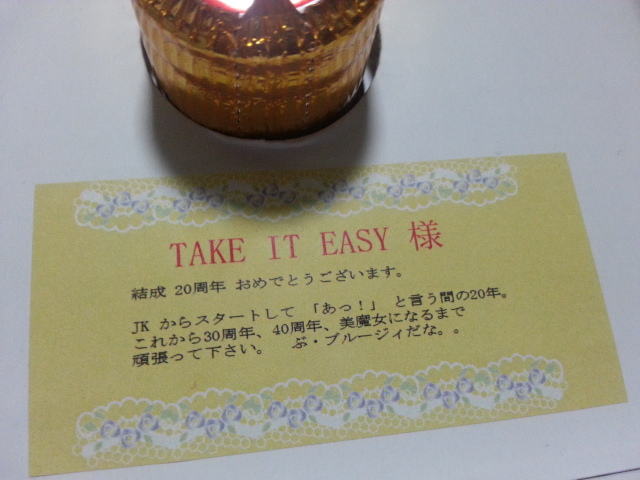 TAKE IT EASY 様
結成 20周年 おめでとうございます。
JK からスタートして 「あっ！」 と言う間の20年。
これから30周年、40周年、美魔女になるまで
頑張って下さい。 ぶ・ブルージィだな。。